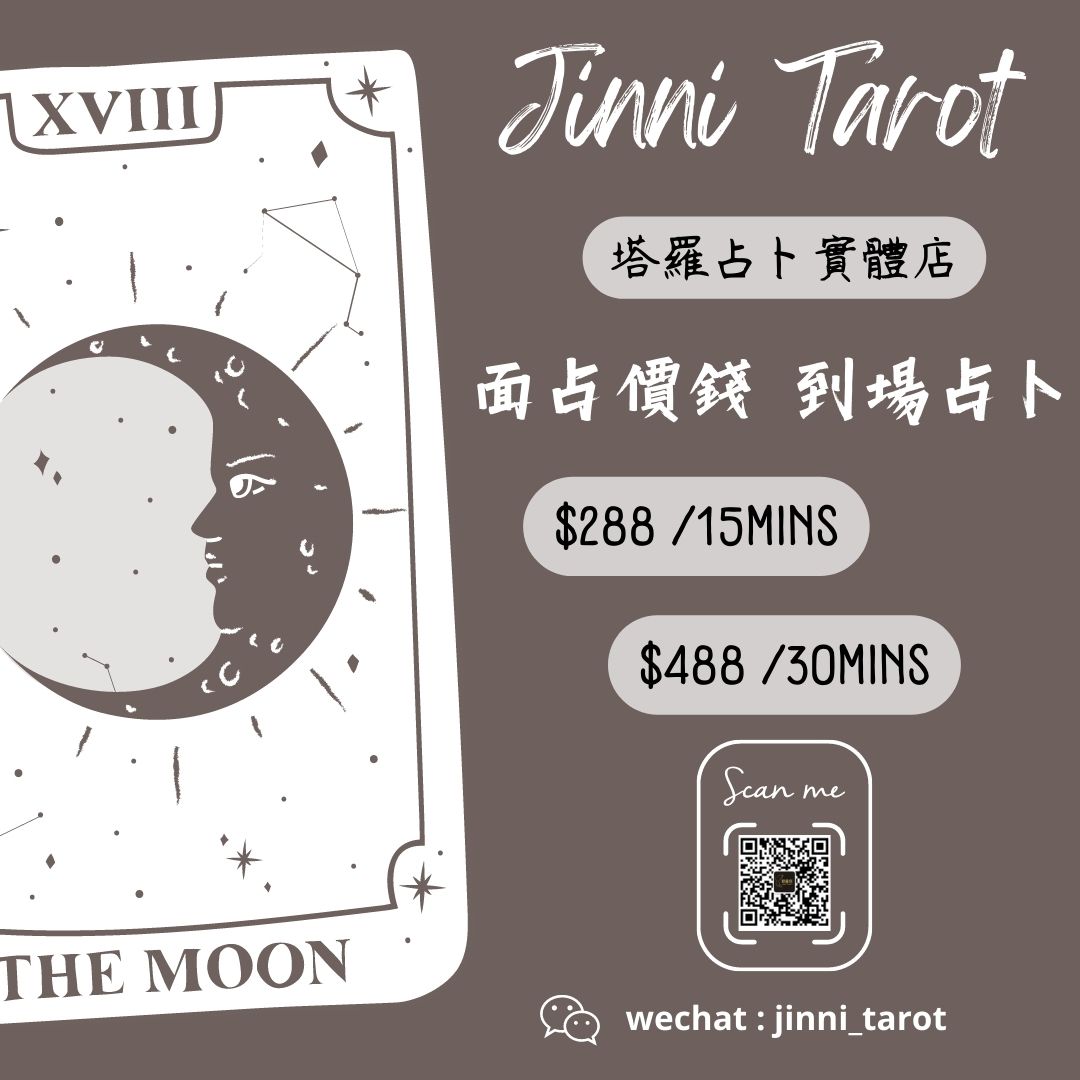 XVIII
THE MOON
Jinni Tarot
塔羅占卜實體店
面占價錢 到場占卜
$288 /15MINS
$488 /30MINS
Scan me
wechat : jinni_tarot